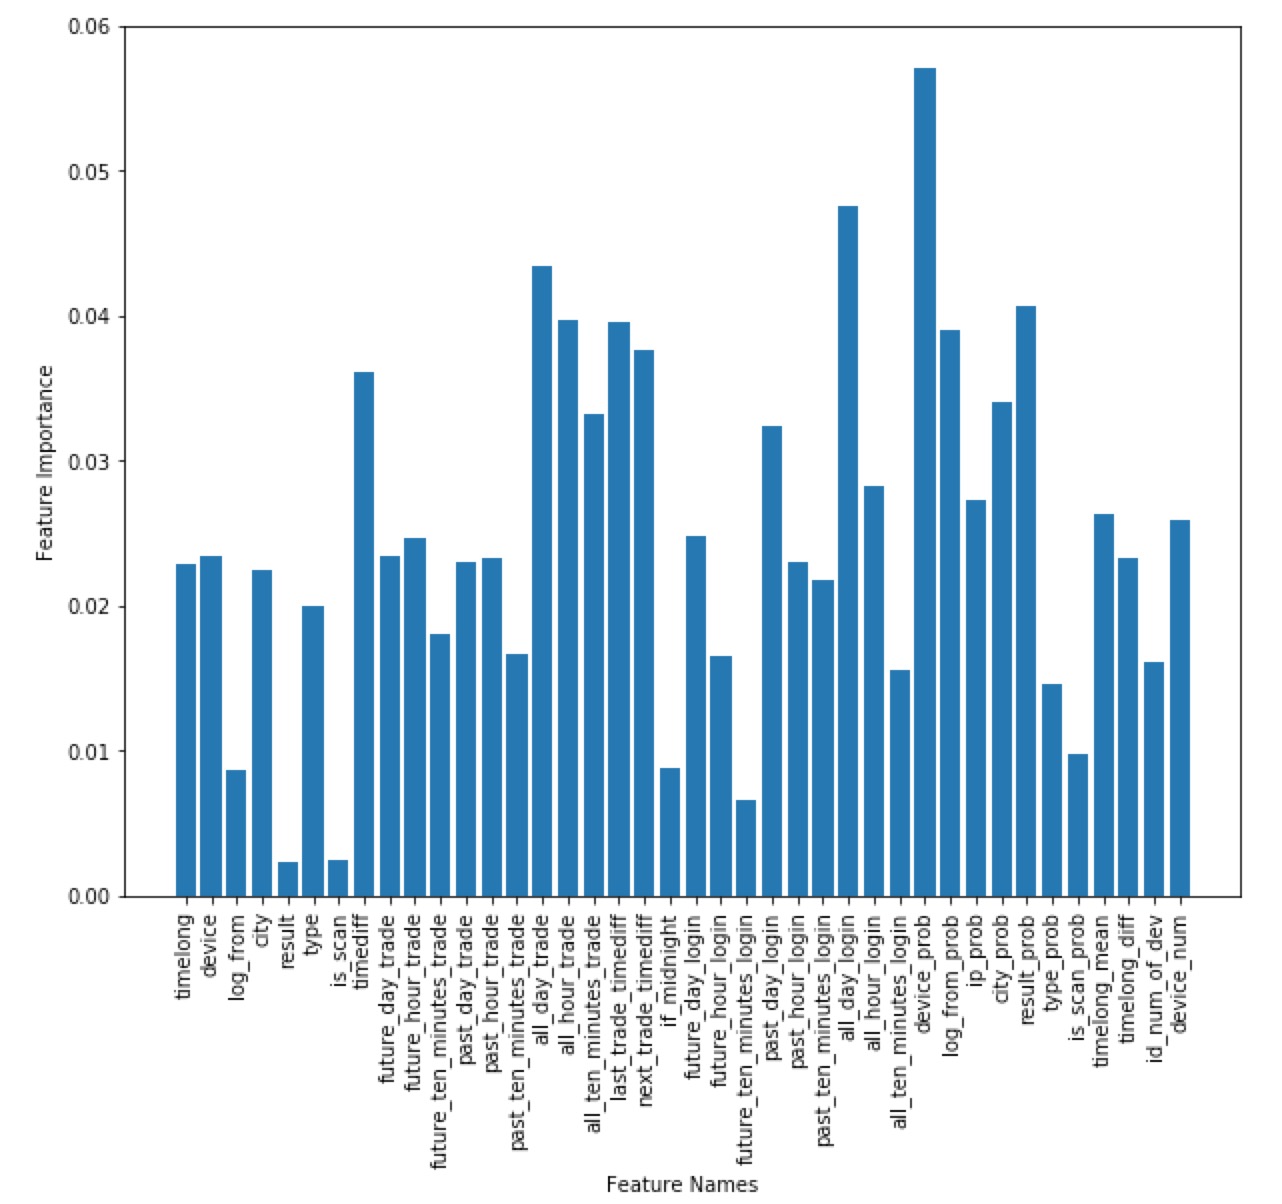 0.06
0.05
0.04
0.03
0.02
0.01
0.00
Feature Importance
timelong
device
log_from
city
result
type
is_scan
timediff
future_day_trade
future_hour_trade
future_ten_minutes_trade
past_day_trade
past_hour_trade
past_ten_minutes_trade
all_day_trade
all_hour_trade
all_ten_minutes_trade
last_trade_timediff
next_trade_timediff
if_midnight
future_day_login
future_hour_login
future_ten_minutes_login
past_day_login
past_hour_login
past_ten_minutes_login
all_day_login
all_hour_login
all_ten_minutes_login
device_prob
log_from_prob
ip_prob
city_prob
result_prob
type_prob
is_scan_prob
timelong_mean
timelong_diff
id_num_of_dev
device_num
Feature Names